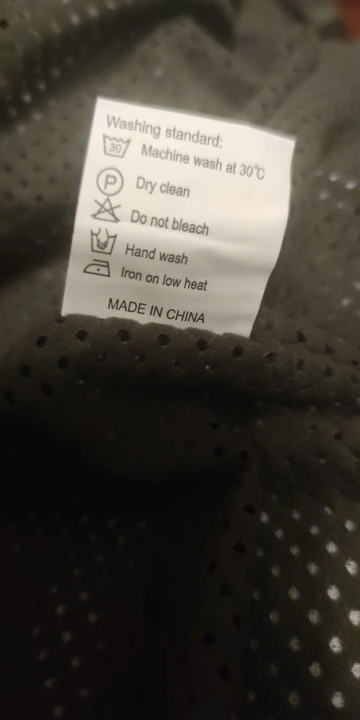 Washing standard:
30 Machine wash at 30℃
P Dry clean
Do not bleach
Hand wash
Iron on low heat
MADE IN CHINA